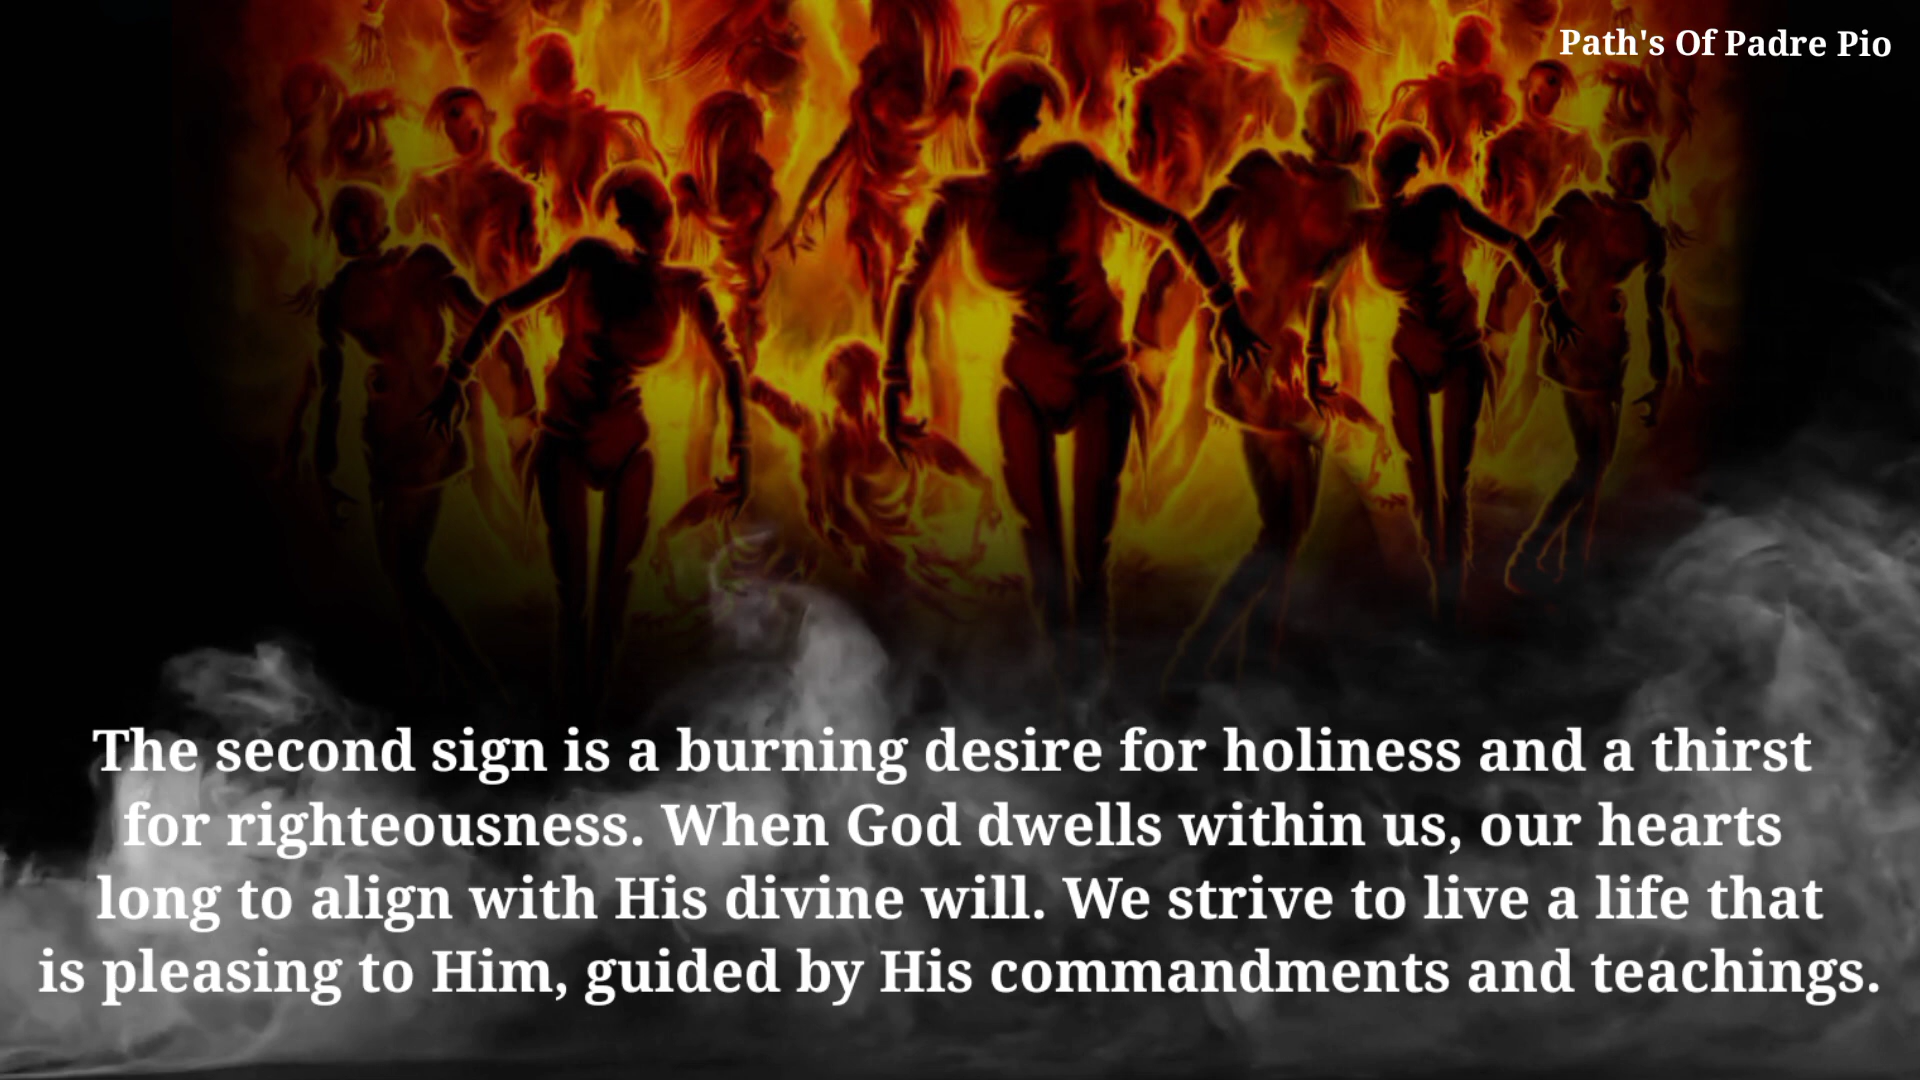 Path's Of Padre Pio
The second sign is a burning desire for holiness and a thirst
for righteousness. When God dwells within us, our hearts
long to align with His divine will. We strive to live a life that
is pleasing to Him, guided by His commandments and teachings.